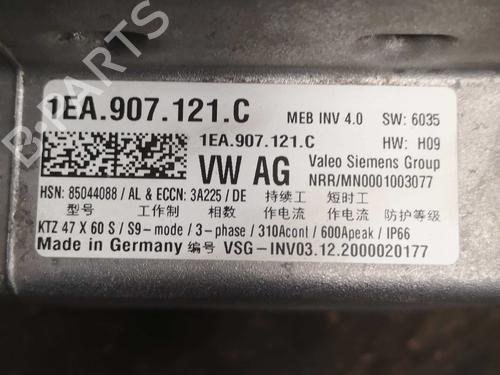 1EA.907.121.C MEB INV 4.0 SW: 6035
1EA.907.121.C HW: H09
VW AG Valeo Siemens Group
NRR/MN0001003077
HSN: 85044088 / AL & ECCN: 3A225 / DE 持续工 短时工
型号 工作制 相数 作电流 作电流 防护等级
KTZ 47 X 60 S / S9-mode / 3-phase / 310Acont / 600Apeak / IP66
Made in Germany 编号 VSG-INV03.12.2000020177
B PARTS